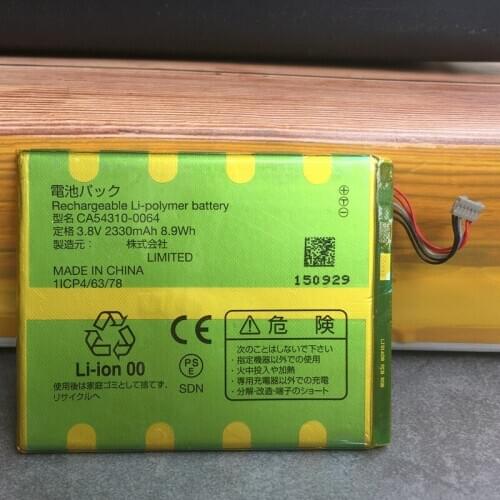 電池パック
Rechargeable Li-polymer battery
型名 CA54310-0064
定格 3.8V 2330mAh 8.9Wh
製造元: 株式会社
LIMITED
MADE IN CHINA
1ICP4/63/78
150929
Li-ion 00
使用後は家庭ゴミとして捨てず、
リサイクルへ
CE
PS
E
SDN
危 険
次のことはしないでください。
・指定機器以外での使用
・火中投入や加熱
・専用充電器以外での充電
・分解・改造・端子のショート